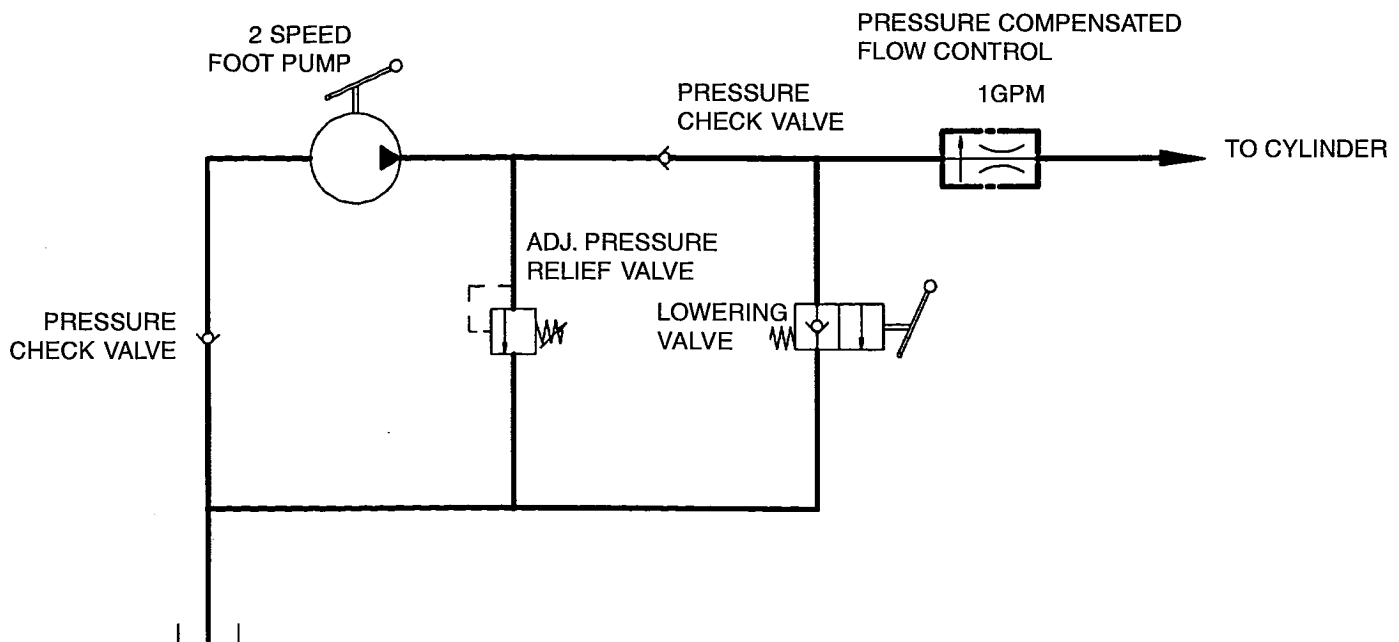 2 SPEED
FOOT PUMP
PRESSURE COMPENSATED
FLOW CONTROL
1GPM
PRESSURE
CHECK VALVE
TO CYLINDER
ADJ. PRESSURE
RELIEF VALVE
LOWERING
VALVE
PRESSURE
CHECK VALVE